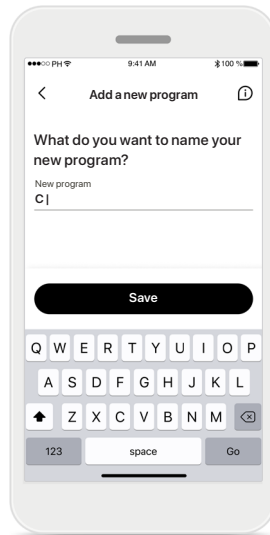 PH 9:41 AM 100 %
Add a new program
What do you want to name your
new program?
New program
C
Save
Q W E R T Y U I O P
A S D F G H J K L
Z X C V B N M
123 space Go